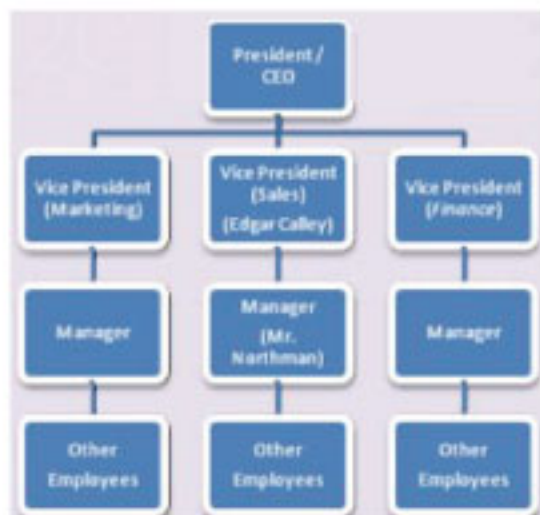 President /
CEO
Vice President
(Marketing)
Vice President
(Sales)
(Edgar Calley)
Vice President
(Finance)
Manager
Manager
(Mr.
Northman)
Manager
Other
Employees
Other
Employees
Other
Employees